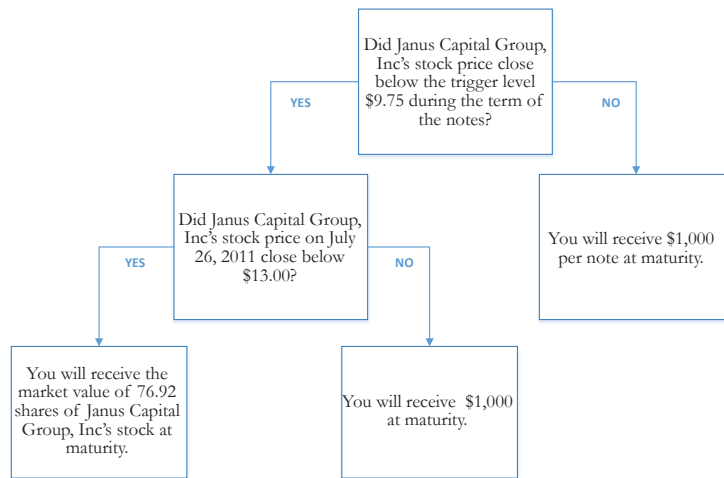 Did Janus Capital Group,
Inc's stock price close
below the trigger level
$9.75 during the term of
the notes?
YES
NO
Did Janus Capital Group,
Inc's stock price on July
26, 2011 close below
$13.00?
You will receive $1,000
per note at maturity.
YES
NO
You will receive the
market value of 76.92
shares of Janus Capital
Group, Inc's stock at
maturity.
You will receive $1,000
at maturity.